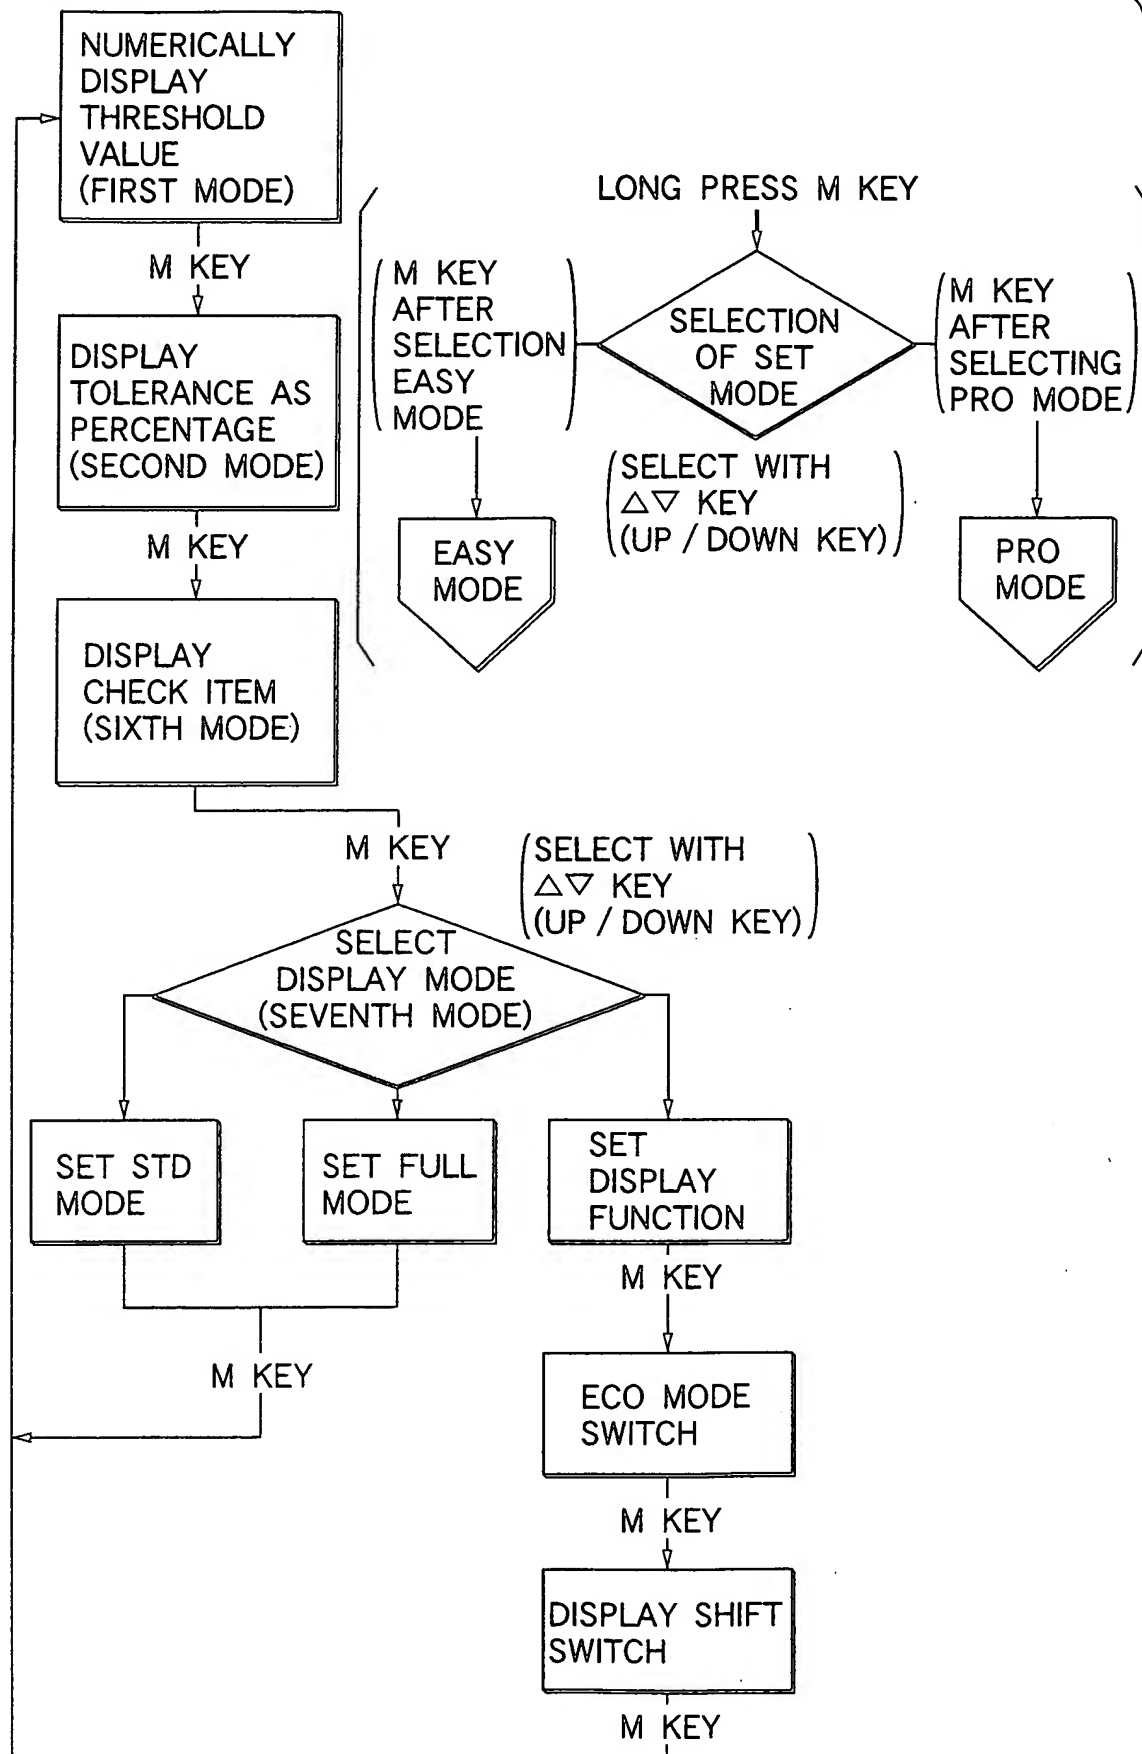 NUMERICALLY
DISPLAY
THRESHOLD
VALUE
(FIRST MODE)
M KEY
DISPLAY
TOLERANCE AS
PERCENTAGE
(SECOND MODE)
M KEY
DISPLAY
CHECK ITEM
(SIXTH MODE)
LONG PRESS M KEY
M KEY
AFTER
SELECTION
EASY
MODE
SELECTION
OF SET
MODE
M KEY
AFTER
SELECTING
PRO MODE
(SELECT WITH
△▽ KEY
(UP / DOWN KEY))
EASY
MODE
PRO
MODE
M KEY
(SELECT WITH
△▽ KEY
(UP / DOWN KEY))
SELECT
DISPLAY MODE
(SEVENTH MODE)
SET STD
MODE
SET FULL
MODE
SET
DISPLAY
FUNCTION
M KEY
M KEY
ECO MODE
SWITCH
M KEY
DISPLAY SHIFT
SWITCH
M KEY